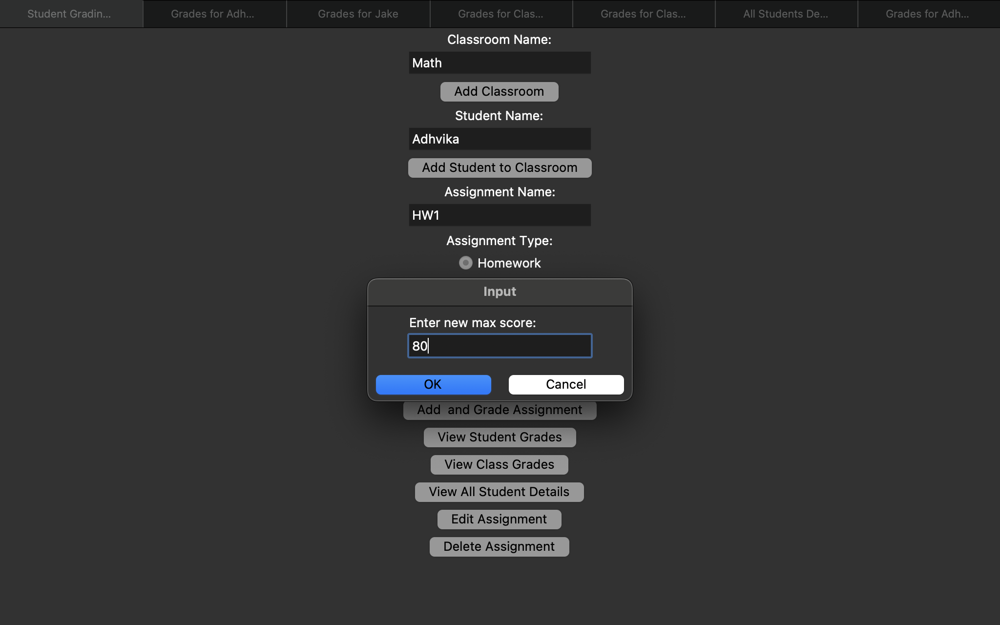 Student Gradin...
Grades for Adh...
Grades for Jake
Grades for Clas...
Grades for Clas...
All Students De...
Grades for Adh...
Classroom Name:
Math
Add Classroom
Student Name:
Adhvika
Add Student to Classroom
Assignment Name:
HW1
Assignment Type:
Homework
Input
Enter new max score:
80
OK
Cancel
Add  and Grade Assignment
View Student Grades
View Class Grades
View All Student Details
Edit Assignment
Delete Assignment